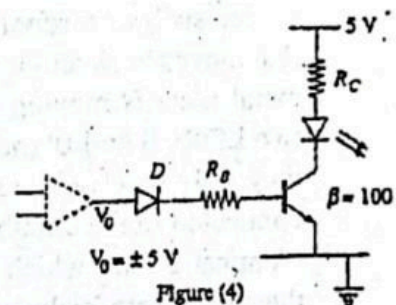 5 V
R_C
D
R_B
V_0
β = 100
V_0 = ± 5 V
Figure (4)